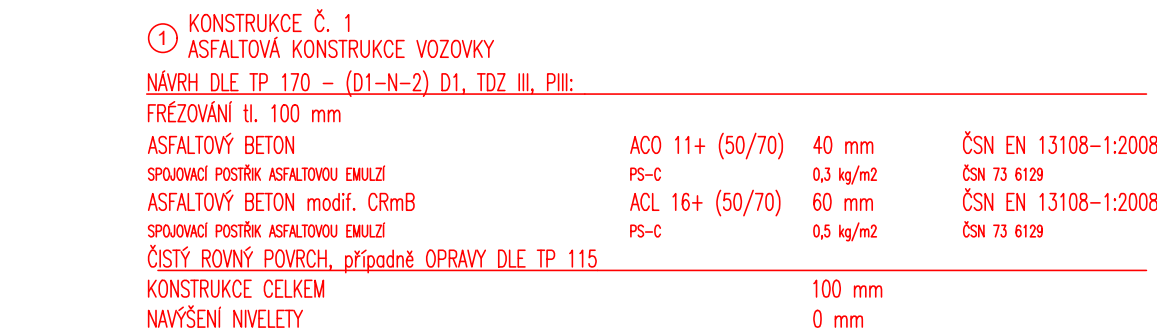 1 KONSTRUKCE Č. 1
ASFALTOVÁ KONSTRUKCE VOZOVKY
NÁVRH DLE TP 170 – (D1–N–2) D1, TDZ III, PIII:
FRÉZOVÁNÍ tl. 100 mm
ASFALTOVÝ BETON ACO 11+ (50/70) 40 mm ČSN EN 13108–1:2008
SPOJOVACÍ POSTŘIK ASFALTOVOU EMULZÍ PS–C 0,3 kg/m2 ČSN 73 6129
ASFALTOVÝ BETON modif. CRmB ACL 16+ (50/70) 60 mm ČSN EN 13108–1:2008
SPOJOVACÍ POSTŘIK ASFALTOVOU EMULZÍ PS–C 0,5 kg/m2 ČSN 73 6129
ČISTÝ ROVNÝ POVRCH, případně OPRAVY DLE TP 115
KONSTRUKCE CELKEM 100 mm
NAVÝŠENÍ NIVELETY 0 mm